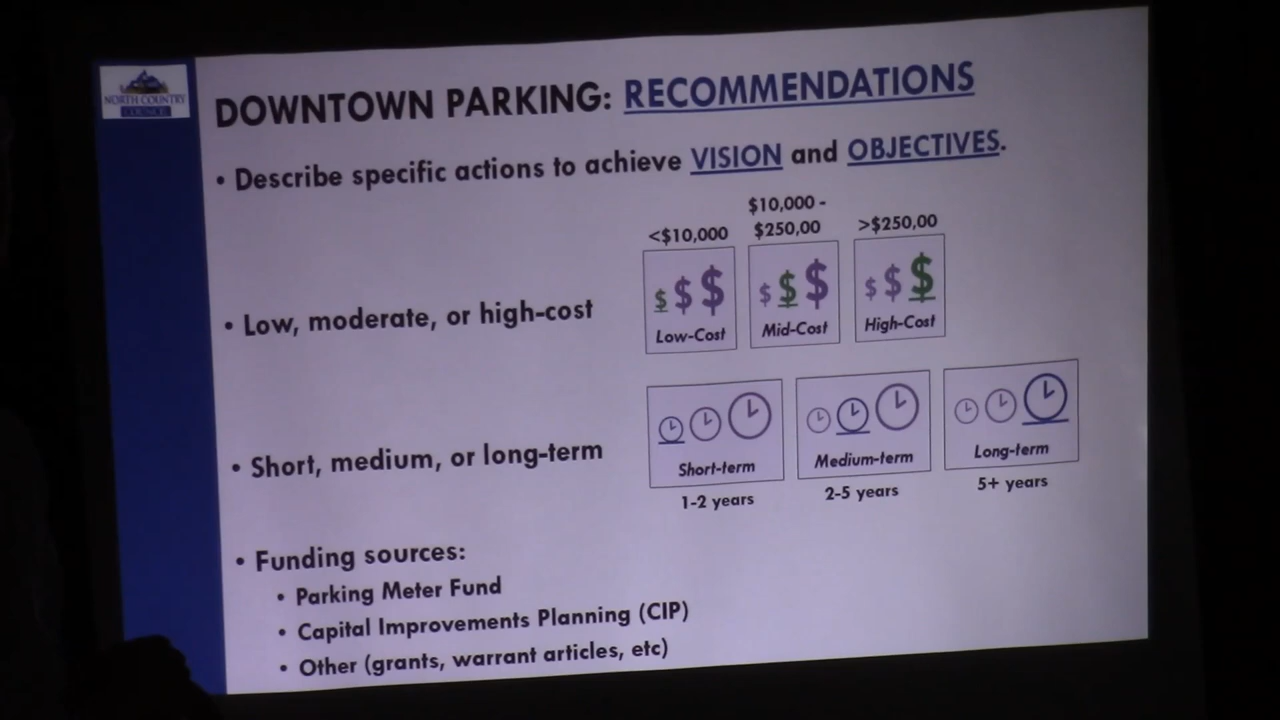 NORTH COUNTRY
COUNCIL
DOWNTOWN PARKING: RECOMMENDATIONS
• Describe specific actions to achieve VISION and OBJECTIVES.
<$10,000
$10,000 -
$250,00
>$250,00
• Low, moderate, or high-cost
$ $ $
Low-Cost
$ $ $
Mid-Cost
$ $ $
High-Cost
• Short, medium, or long-term
Short-term
Medium-term
Long-term
1-2 years
2-5 years
5+ years
• Funding sources:
• Parking Meter Fund
• Capital Improvements Planning (CIP)
• Other (grants, warrant articles, etc)